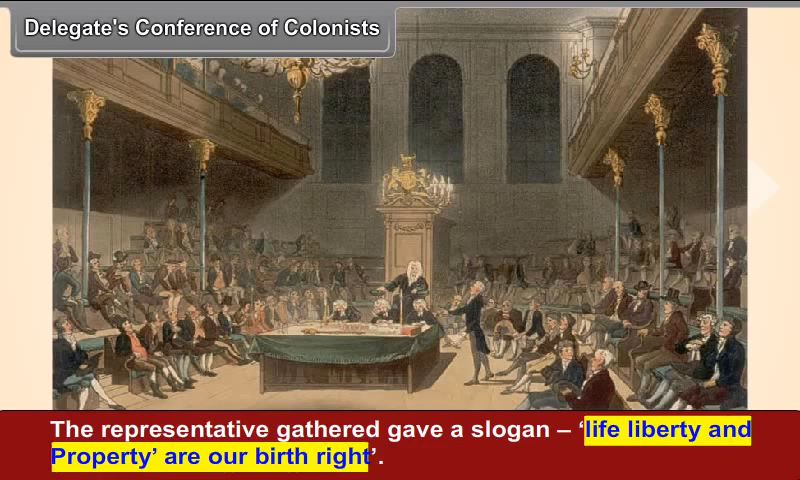 Delegate's Conference of Colonists
The representative gathered gave a slogan – ‘life liberty and
Property’ are our birth right’.